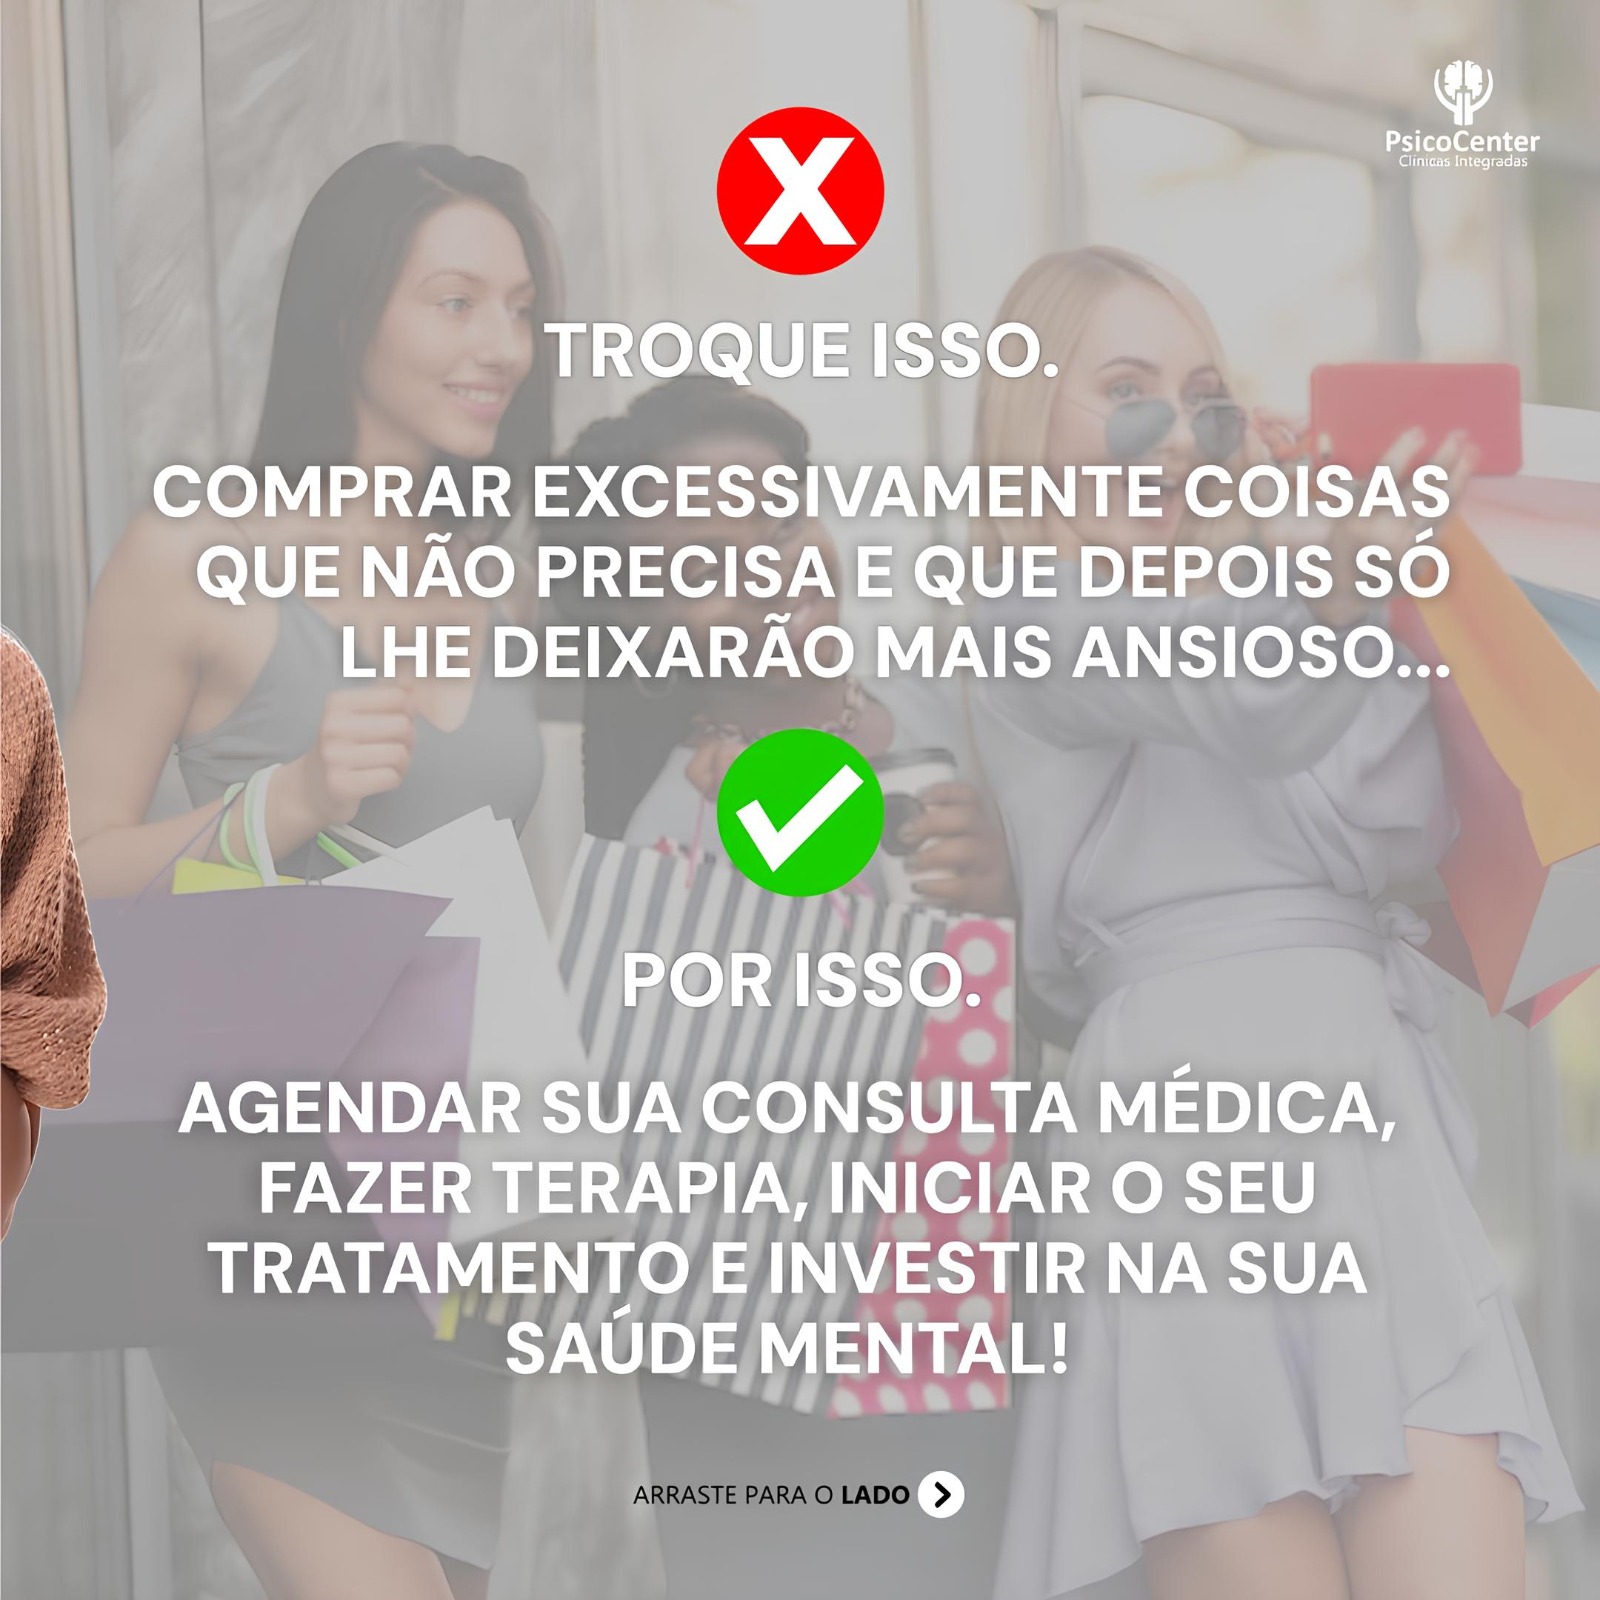 PsicoCenter
Clínicas Integradas
X
TROQUE ISSO.
COMPRAR EXCESSIVAMENTE COISAS
QUE NÃO PRECISA E QUE DEPOIS SÓ
LHE DEIXARÃO MAIS ANSIOSO...
POR ISSO.
AGENDAR SUA CONSULTA MÉDICA,
FAZER TERAPIA, INICIAR O SEU
TRATAMENTO E INVESTIR NA SUA
SAÚDE MENTAL!
ARRASTE PARA O LADO